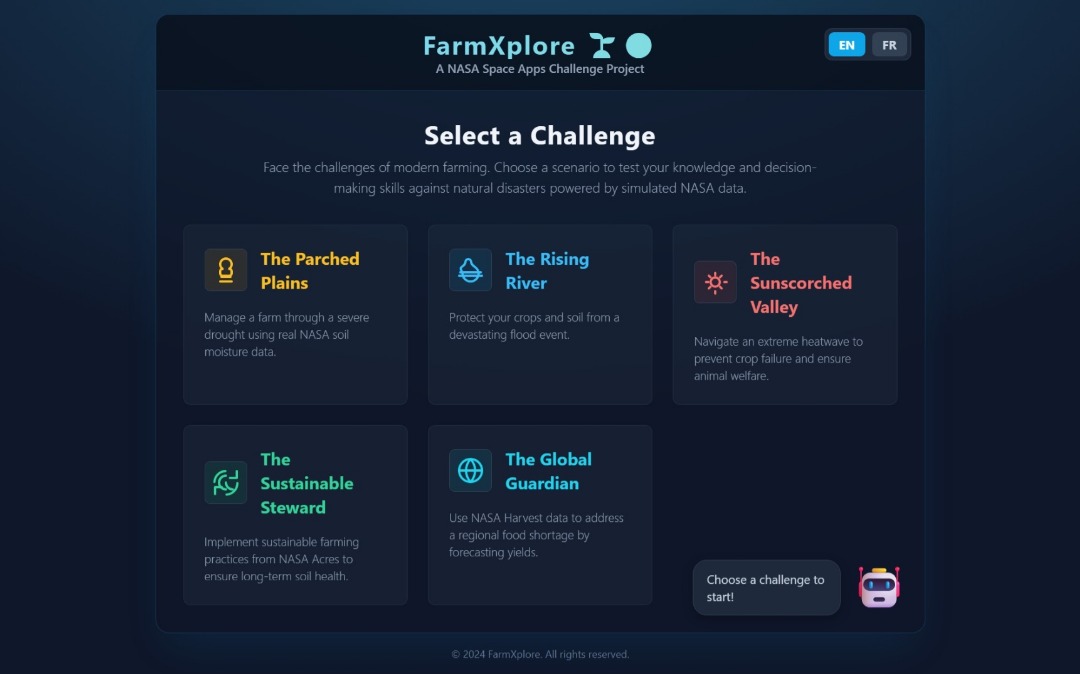 FarmXplore
A NASA Space Apps Challenge Project
EN
FR
Select a Challenge
Face the challenges of modern farming. Choose a scenario to test your knowledge and decision-
making skills against natural disasters powered by simulated NASA data.
The Parched
Plains
Manage a farm through a severe
drought using real NASA soil
moisture data.
The Rising
River
Protect your crops and soil from a
devastating flood event.
The
Sunscorched
Valley
Navigate an extreme heatwave to
prevent crop failure and ensure
animal welfare.
The
Sustainable
Steward
Implement sustainable farming
practices from NASA Acres to
ensure long-term soil health.
The Global
Guardian
Use NASA Harvest data to address
a regional food shortage by
forecasting yields.
Choose a challenge to
start!
© 2024 FarmXplore. All rights reserved.